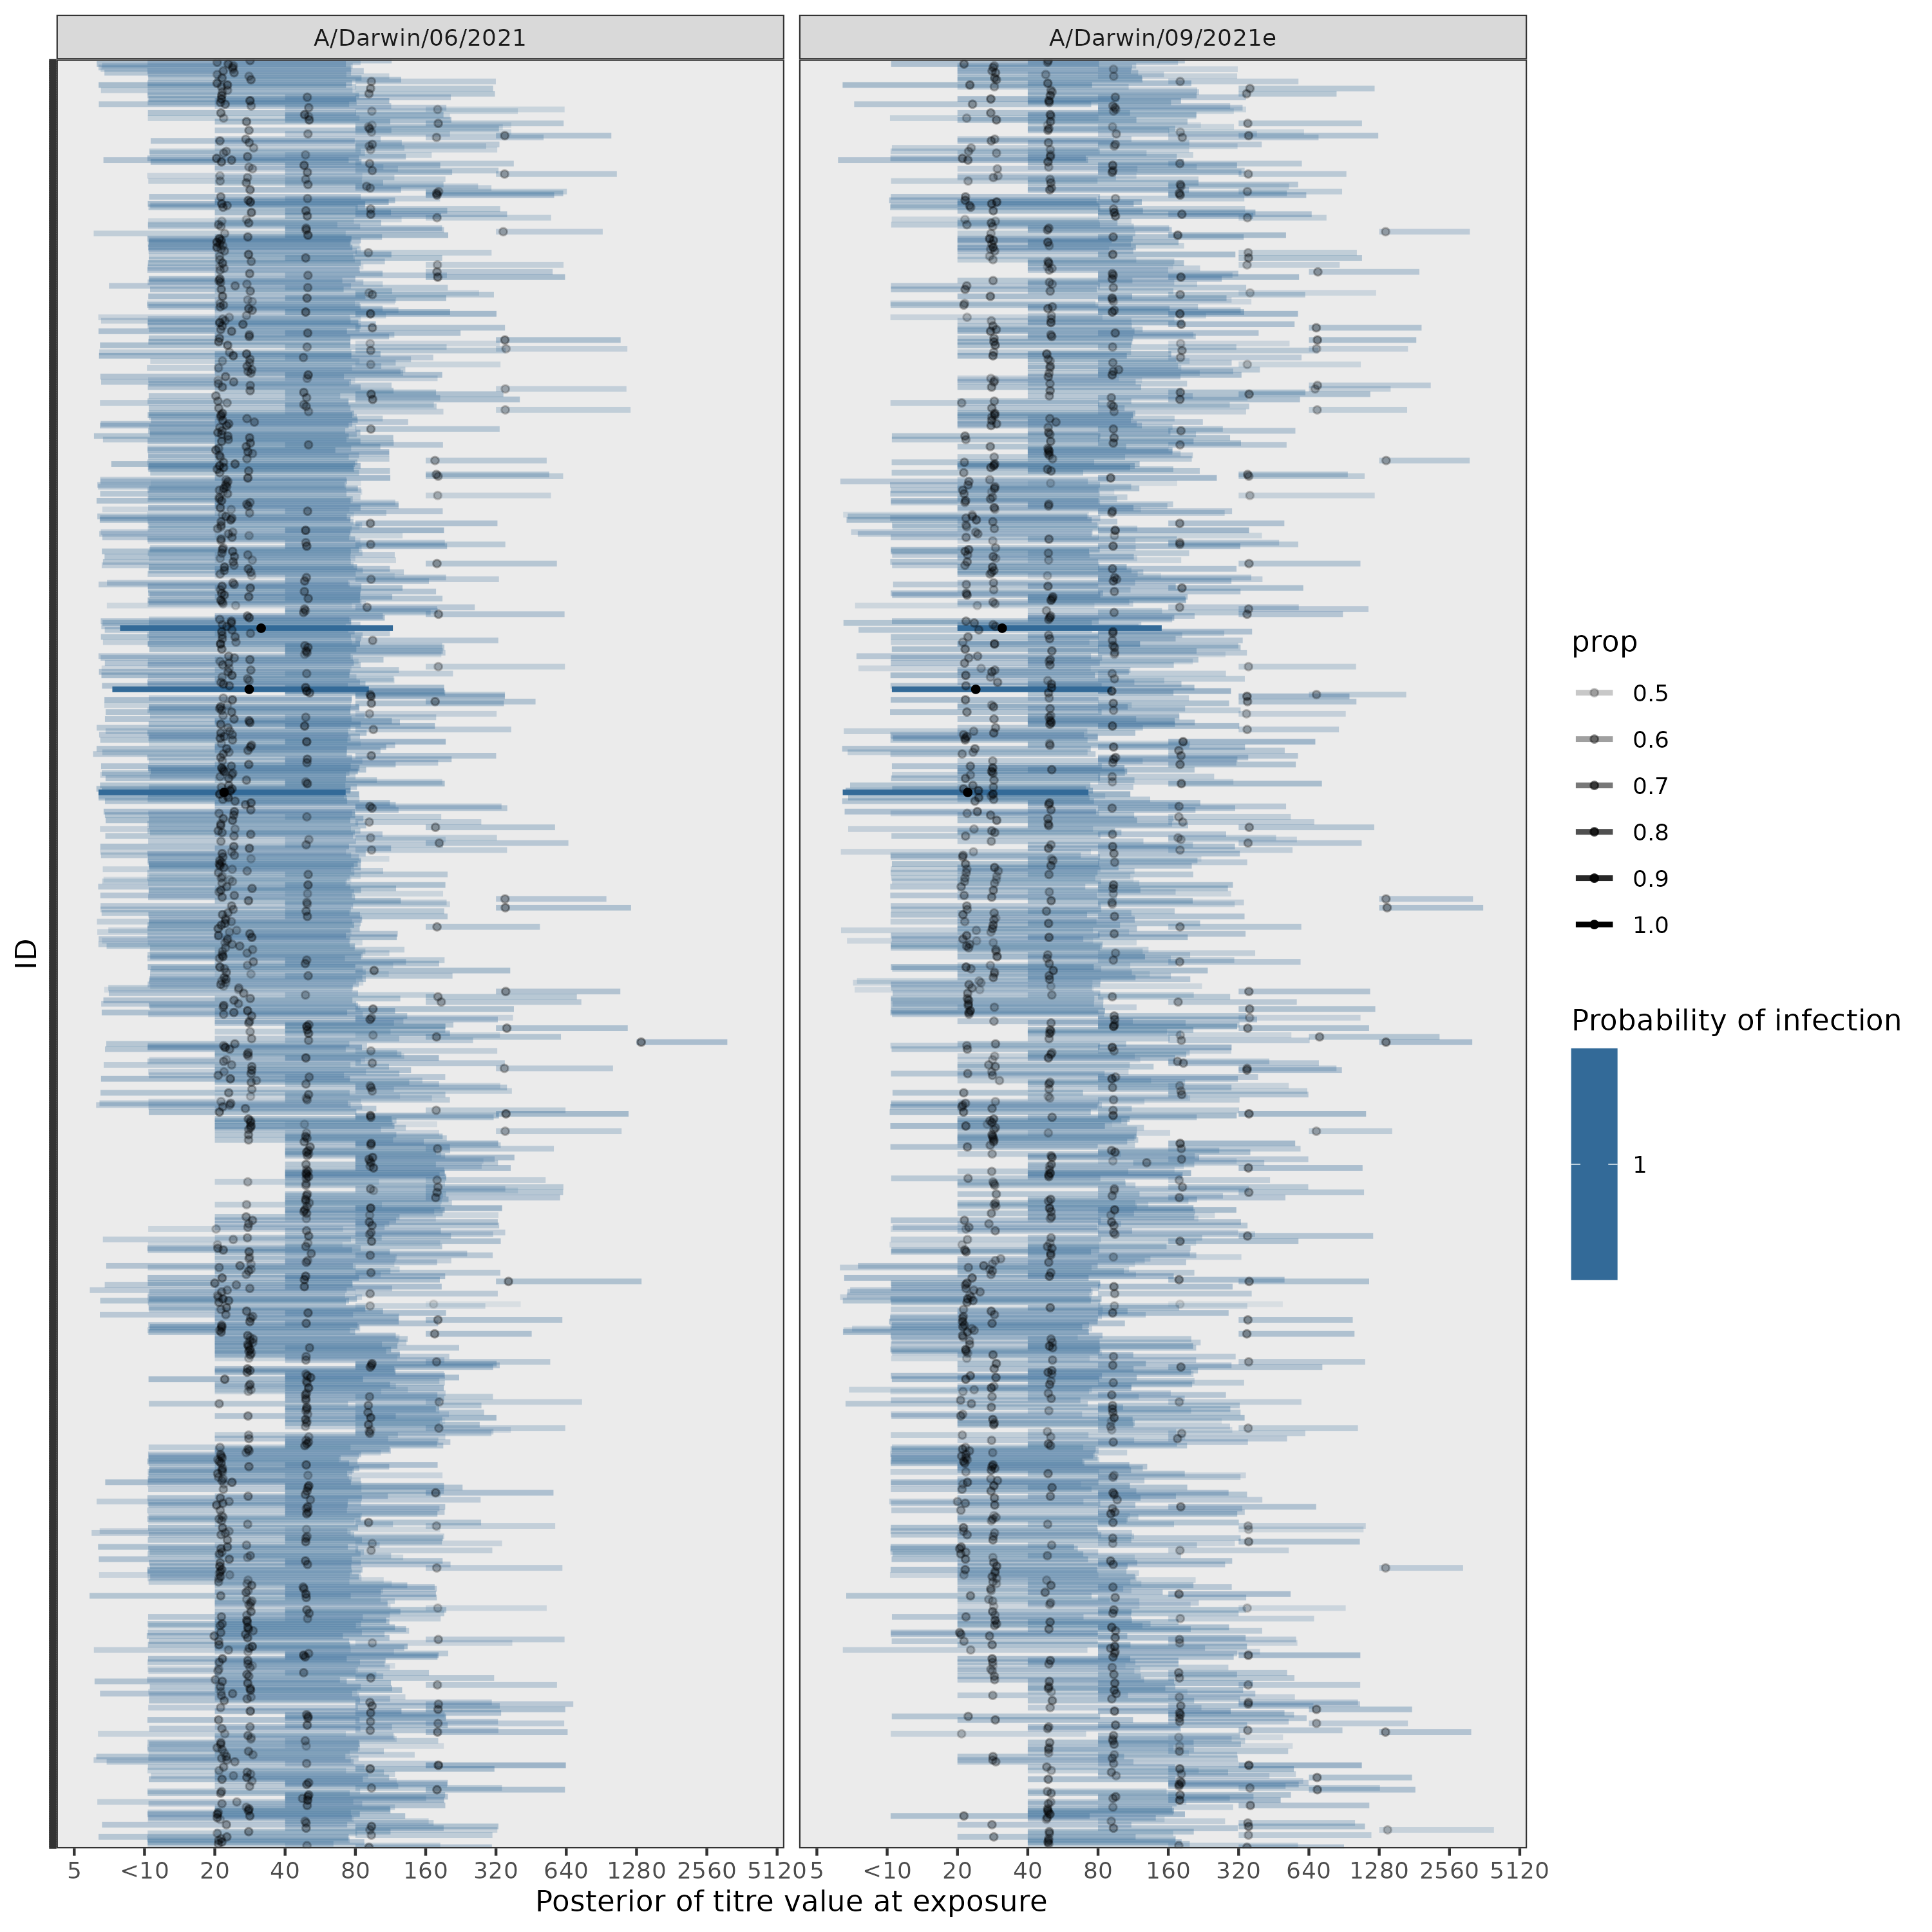 A/Darwin/06/2021
A/Darwin/09/2021e
ID
5 <10 20 40 80 160 320 640 1280 2560 5120
5 <10 20 40 80 160 320 640 1280 2560 5120
Posterior of titre value at exposure
prop
0.5
0.6
0.7
0.8
0.9
1.0
Probability of infection
1